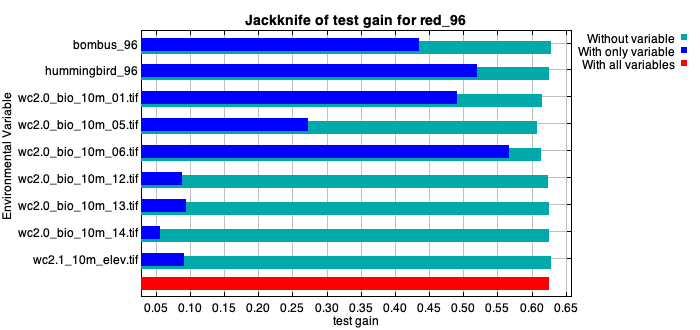 Jackknife of test gain for red_96
Without variable
With only variable
With all variables
Environmental Variable
bombus_96
hummingbird_96
wc2.0_bio_10m_01.tif
wc2.0_bio_10m_05.tif
wc2.0_bio_10m_06.tif
wc2.0_bio_10m_12.tif
wc2.0_bio_10m_13.tif
wc2.0_bio_10m_14.tif
wc2.1_10m_elev.tif
0.05 0.10 0.15 0.20 0.25 0.30 0.35 0.40 0.45 0.50 0.55 0.60 0.65
test gain